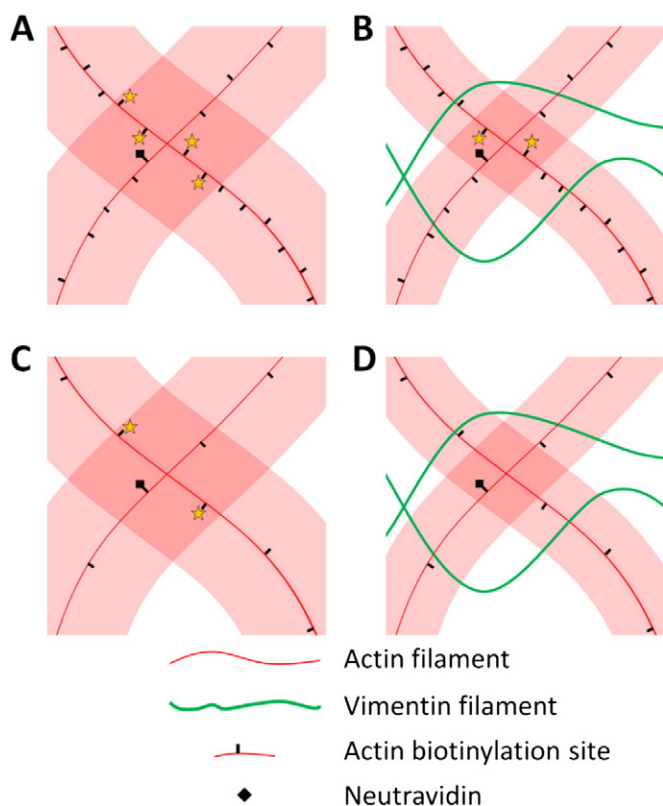 A
B
C
D
Actin filament
Vimentin filament
Actin biotinylation site
Neutravidin